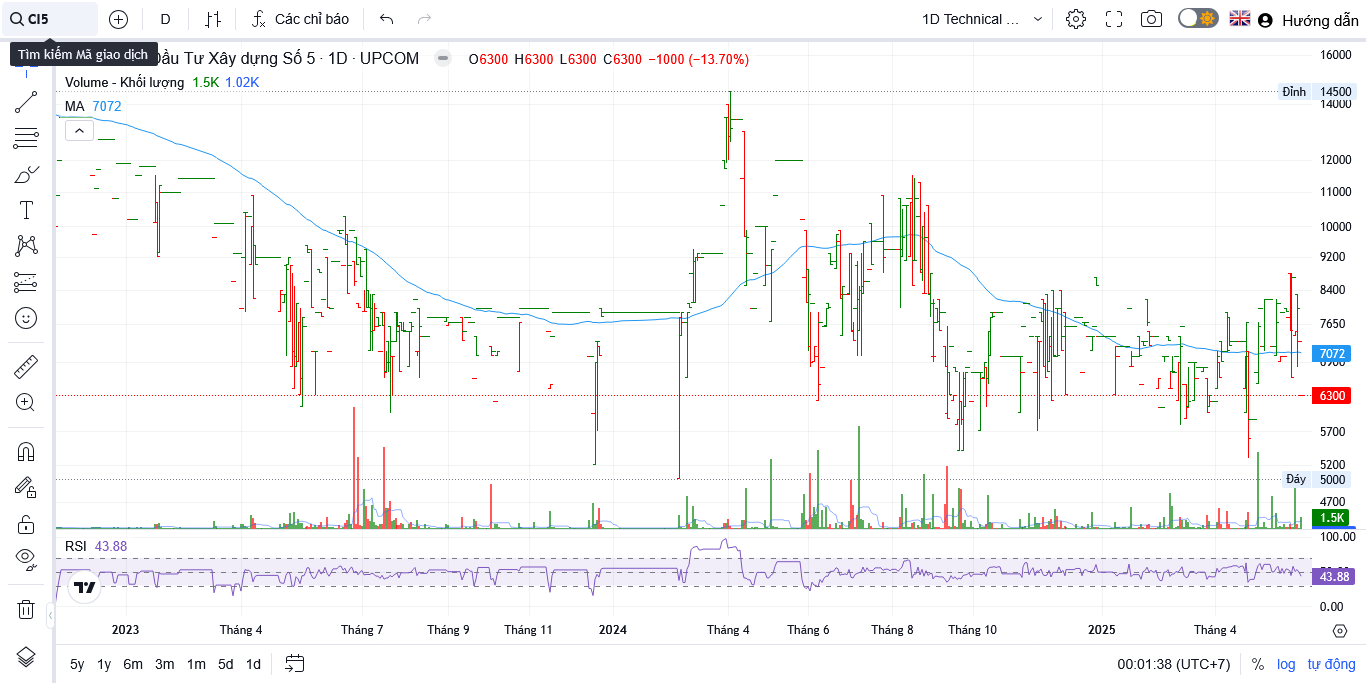 CI5 D Các chỉ báo 1D Technical ... Hướng dẫn
Tìm kiếm Mã giao dịch
Đầu Tư Xây dựng Số 5 · 1D · UPCOM O6300 H6300 L6300 C6300 −1000 (−13.70%)
Volume - Khối lượng 1.5K 1.02K
MA 7072
16000
Đỉnh 14500
14000
12000
11000
10000
9200
8400
7650
7072
6900
6300
5700
5200
Đáy 5000
4700
1.5K
RSI 43.88
100.00
43.88
0.00
2023 Tháng 4 Tháng 7 Tháng 9 Tháng 11 2024 Tháng 4 Tháng 6 Tháng 8 Tháng 10 2025 Tháng 4
5y 1y 6m 3m 1m 5d 1d 00:01:38 (UTC+7) % log tự động